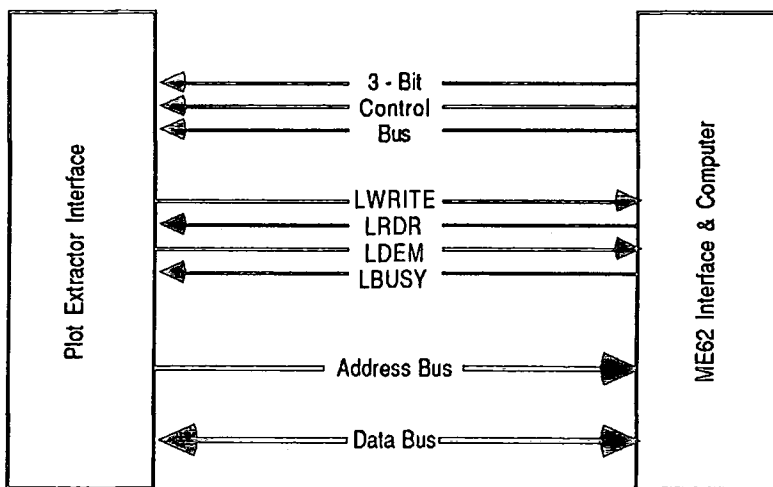 Plot Extractor Interface
3 - Bit
Control
Bus
LWRITE
LRDR
LDEM
LBUSY
Address Bus
Data Bus
ME62 Interface & Computer